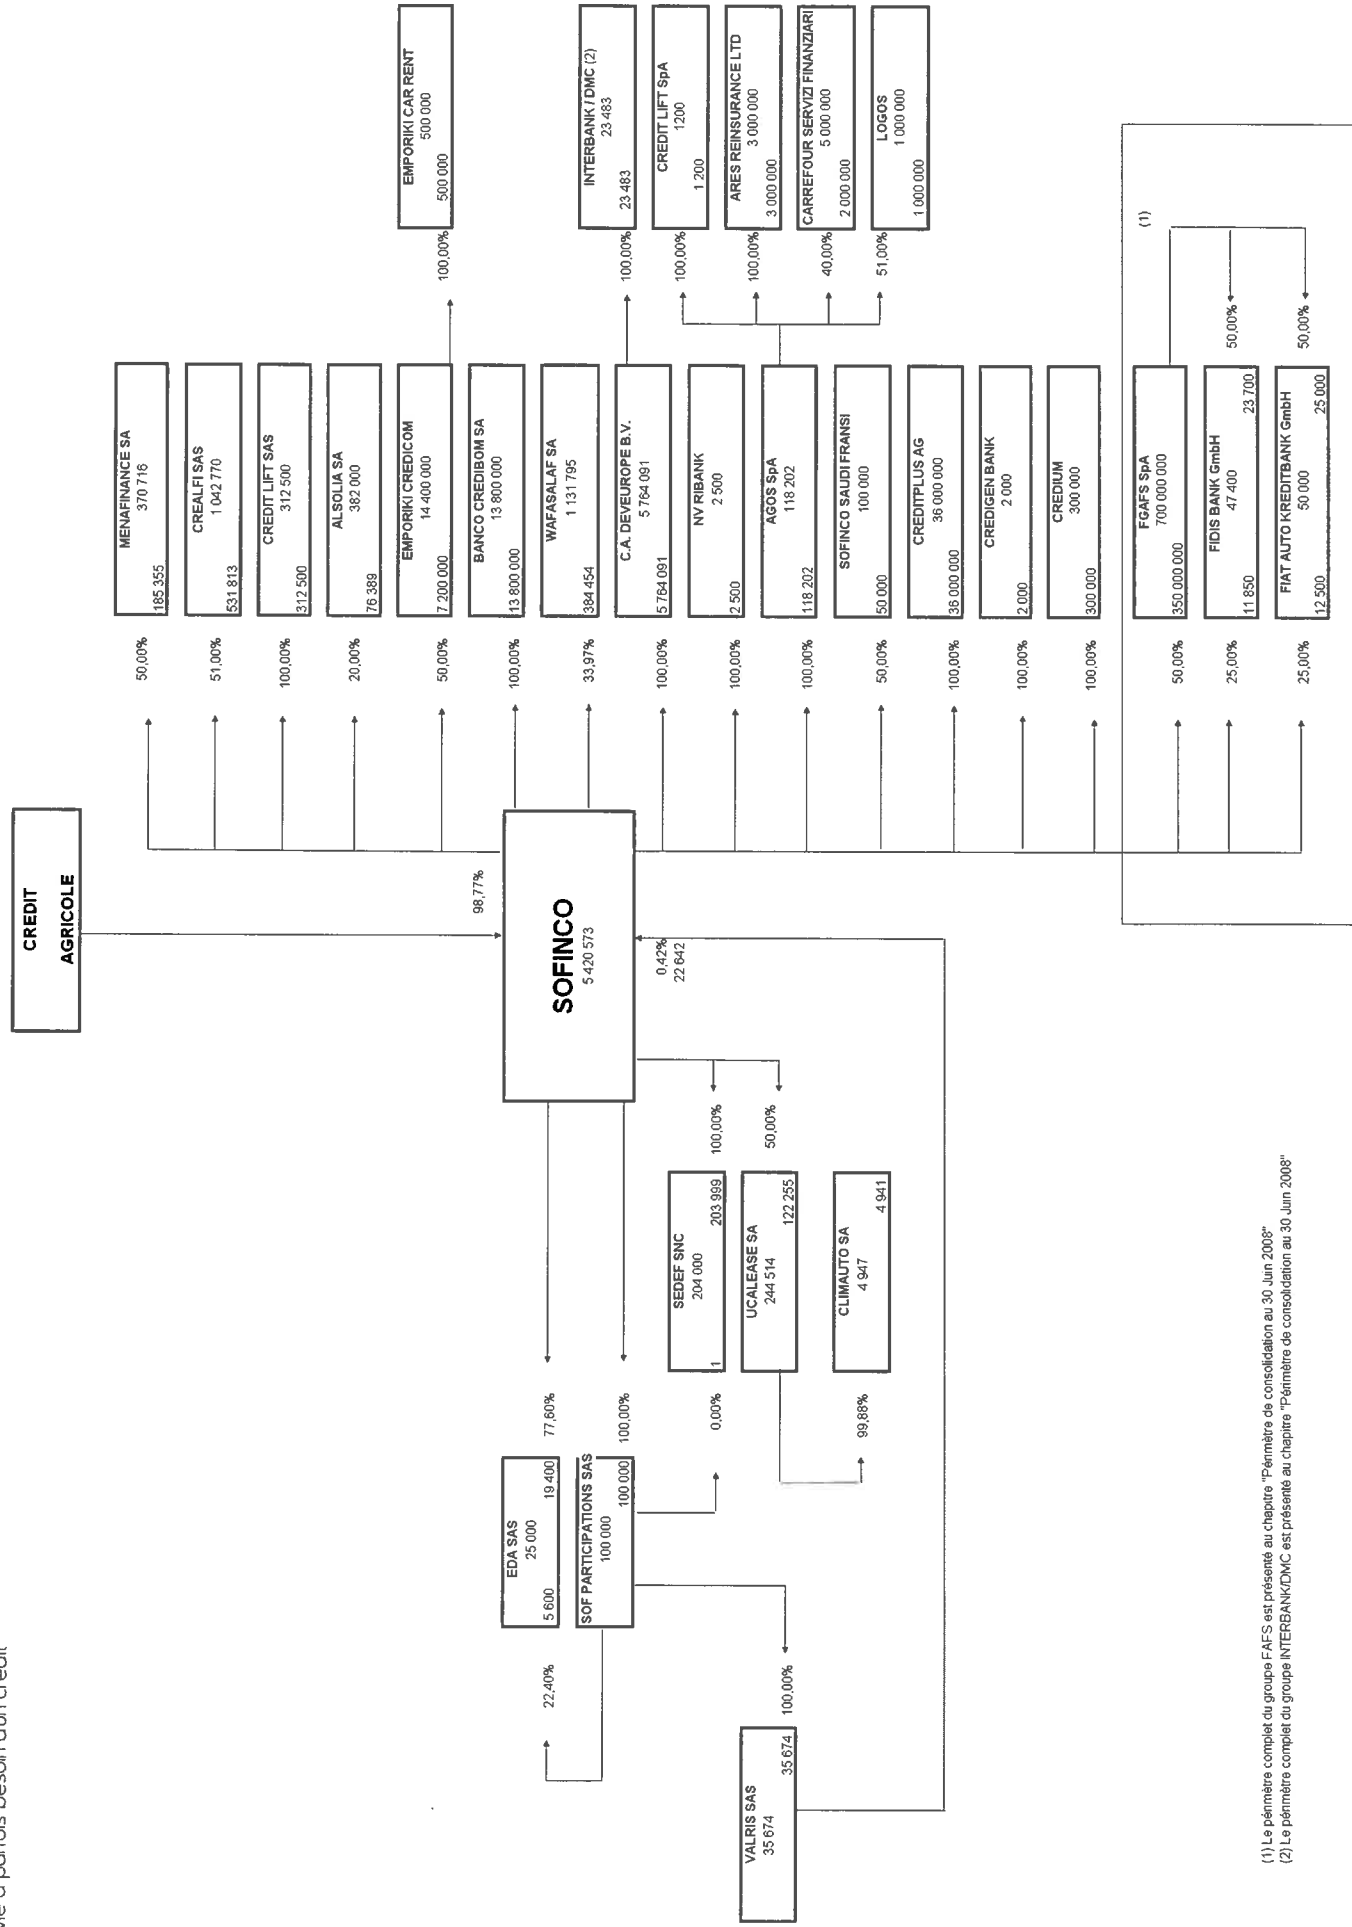 vie a parfois besoin d'un crédit
CREDIT
AGRICOLE
98,77%
SOFINCO
5 420 573
0,42%
22 642
EDA SAS
25 000
5 600 19 400
77,60%
22,40%
SOF PARTICIPATIONS SAS
100 000
100 000
100,00%
VALRIS SAS
35 674
35 674
100,00%
SEDEF SNC
204 000
1 203 999
0,00%
100,00%
UCALEASE SA
244 514
122 255
50,00%
CLIMAUTO SA
4 947
4 941
99,88%
50,00%
MENAFINANCE SA
370 716
185 355
51,00%
CREALFI SAS
1 042 770
531 813
100,00%
CREDIT LIFT SAS
312 500
312 500
20,00%
ALSOLIA SA
382 000
76 389
50,00%
EMPORIKI CREDICOM
14 400 000
7 200 000
100,00%
EMPORIKI CAR RENT
500 000
500 000
100,00%
BANCO CREDIBOM SA
13 800 000
13 800 000
33,97%
WAFASALAF SA
1 131 795
384 454
100,00%
C.A. DEVEUROPE B.V.
5 764 091
5 764 091
100,00%
INTERBANK / DMC (2)
23 483
23 483
100,00%
NV RIBANK
2 500
2 500
100,00%
AGOS SpA
118 202
118 202
100,00%
CREDIT LIFT SpA
1200
1 200
100,00%
ARES REINSURANCE LTD
3 000 000
3 000 000
40,00%
CARREFOUR SERVIZI FINANZIARI
5 000 000
2 000 000
51,00%
LOGOS
1 000 000
1 000 000
50,00%
SOFINCO SAUDI FRANSI
100 000
50 000
100,00%
CREDITPLUS AG
36 000 000
36 000 000
100,00%
CREDIGEN BANK
2 000
2 000
100,00%
CREDIUM
300 000
300 000
50,00%
FGAFS SpA
700 000 000
350 000 000
(1)
25,00%
FIDIS BANK GmbH
47 400
11 850 23 700
50,00%
25,00%
FIAT AUTO KREDITBANK GmbH
50 000
12 500 25 000
50,00%
(1) Le périmètre complet du groupe FAFS est présenté au chapitre "Périmètre de consolidation au 30 Juin 2008"
(2) Le périmètre complet du groupe INTERBANK/DMC est présenté au chapitre "Périmètre de consolidation au 30 Juin 2008"